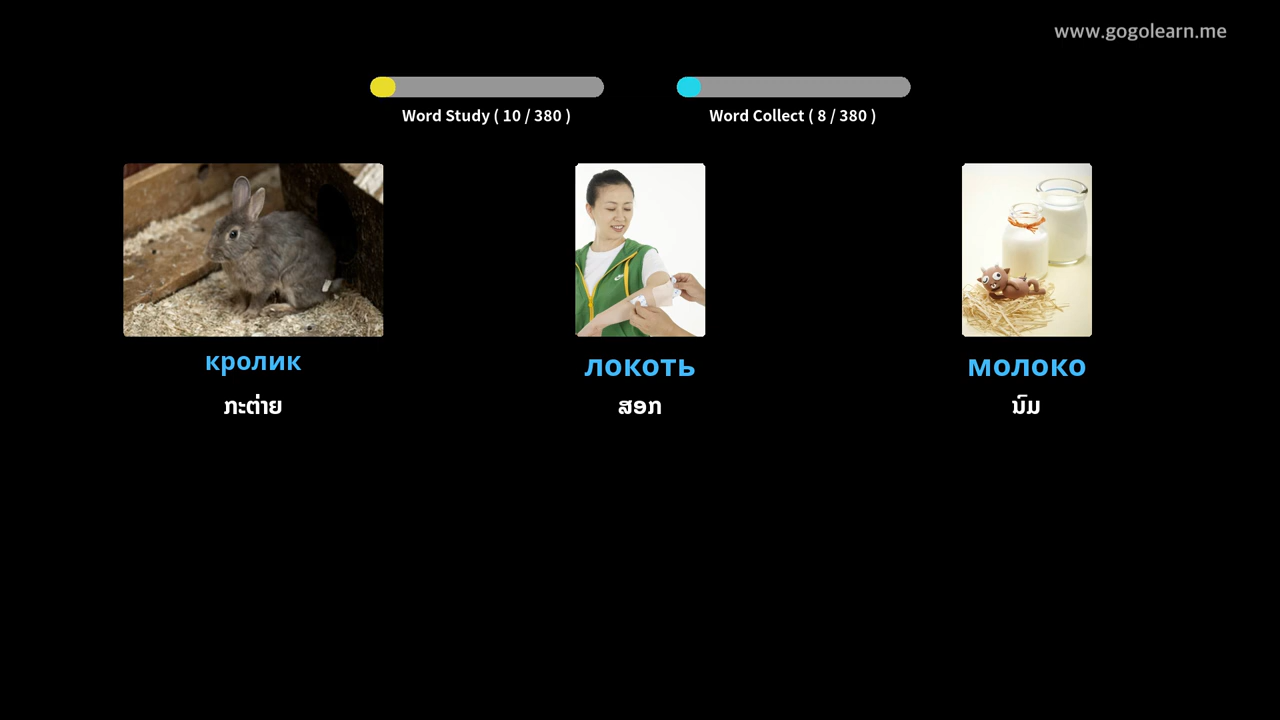 www.gogolearn.me
Word Study ( 10 / 380 )
Word Collect ( 8 / 380 )
кролик
локоть
молоко
ກະຕ່າຍ
ສອກ
ນົມ